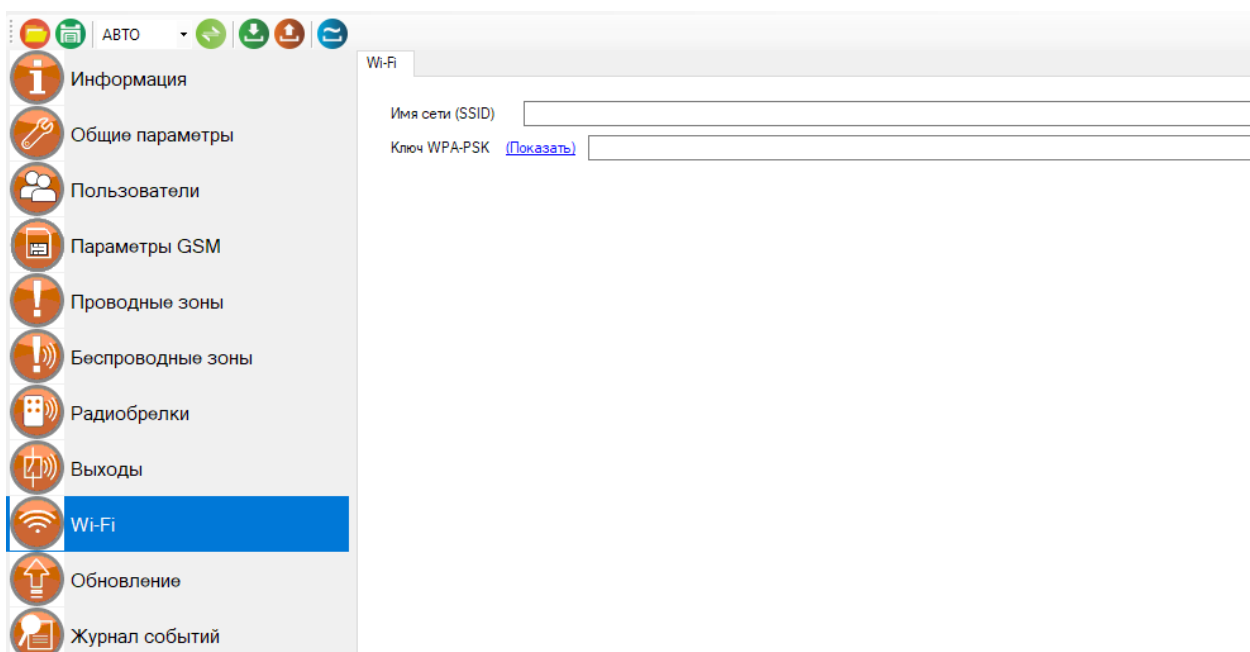 АВТО
Информация
Общие параметры
Пользователи
Параметры GSM
Проводные зоны
Беспроводные зоны
Радиобрелки
Выходы
Wi-Fi
Обновление
Журнал событий
Wi-Fi
Имя сети (SSID)
Ключ WPA-PSK (Показать)